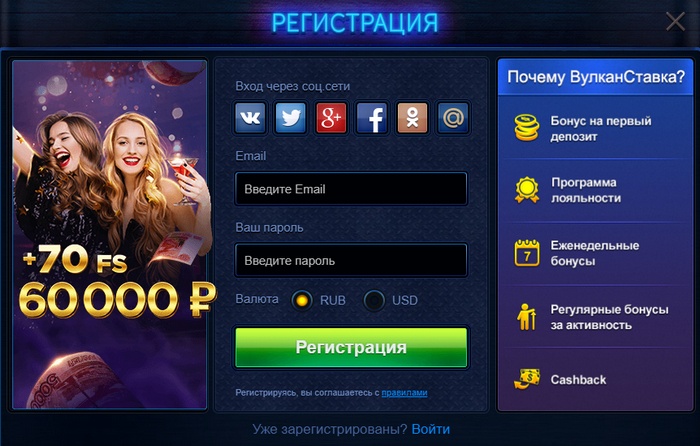 РЕГИСТРАЦИЯ
+70 FS
60 000 ₽
Вход через соц.сети
Email
Введите Email
Ваш пароль
Введите пароль
Валюта RUB USD
Регистрация
Регистрируясь, вы соглашаетесь с правилами
Почему ВулканСтавка?
Бонус на первый
депозит
Программа
лояльности
7
Еженедельные
бонусы
Регулярные бонусы
за активность
Cashback
Уже зарегистрированы? Войти